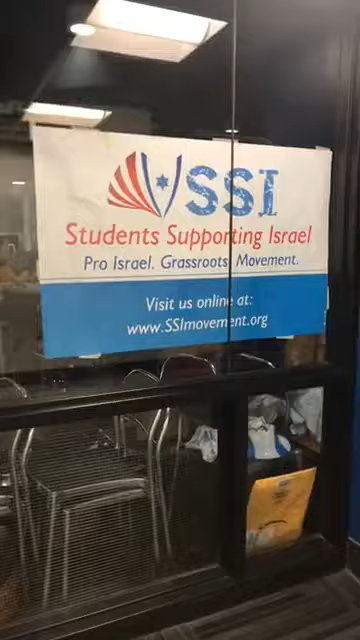 SSI
Students Supporting Israel
Pro Israel. Grassroots Movement.
Visit us online at:
www.SSImovement.org